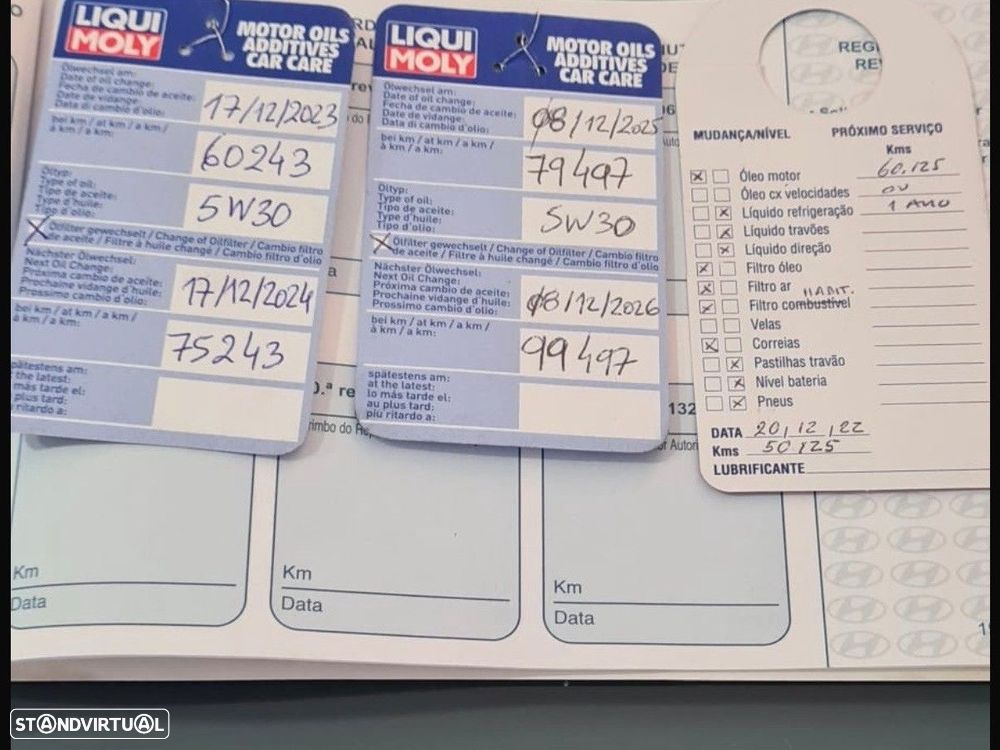 LIQUI
MOLY
MOTOR OILS
ADDITIVES
CAR CARE
Ölwechsel am:
Date of oil change:
Fecha de cambio de aceite:
Date de vidange:
Data di cambio d'olio:
17/12/2023
bei km / at km / a km /
à km / a km:
60243
Öltyp:
Type of oil:
Tipo de aceite:
Type d'huile:
Tipo d'olio:
5W30
X Ölfilter gewechselt / Change of Oilfilter / Cambio filtro
de aceite / Filtre à huile changé / Cambio filtro d'olio
Nächster Ölwechsel:
Next Oil Change:
Próxima cambio de aceite:
Prochaine vidange d'huile:
Prossimo cambio d'olio:
17/12/2024
bei km / at km / a km /
à km / a km:
75243
spätestens am:
at the latest:
lo más tarde el:
au plus tard:
più ritardo a:
LIQUI
MOLY
MOTOR OILS
ADDITIVES
CAR CARE
Ölwechsel am:
Date of oil change:
Fecha de cambio de aceite:
Date de vidange:
Data di cambio d'olio:
08/12/2025
bei km / at km / a km /
à km / a km:
79497
Öltyp:
Type of oil:
Tipo de aceite:
Type d'huile:
Tipo d'olio:
5W30
X Ölfilter gewechselt / Change of Oilfilter / Cambio filtro
de aceite / Filtre à huile changé / Cambio filtro d'olio
Nächster Ölwechsel:
Next Oil Change:
Próxima cambio de aceite:
Prochaine vidange d'huile:
Prossimo cambio d'olio:
08/12/2026
bei km / at km / a km /
à km / a km:
99497
spätestens am:
at the latest:
lo más tarde el:
au plus tard:
più ritardo a:
REGI
RE
MUDANÇA/NÍVEL PRÓXIMO SERVIÇO
Kms
Óleo motor 60.125
Óleo cx velocidades ou
Líquido refrigeração 1 ANO
Líquido travões
Líquido direção
Filtro óleo
Filtro ar HABIT.
Filtro combustível
Velas
Correias
Pastilhas travão
Nível bateria
Pneus
DATA 20/12/22
Kms 50125
LUBRIFICANTE
.ª re
132
rimbo do Re
or Autori
Km
Data
Km
Data
Km
Data
STANDVIRTUAL